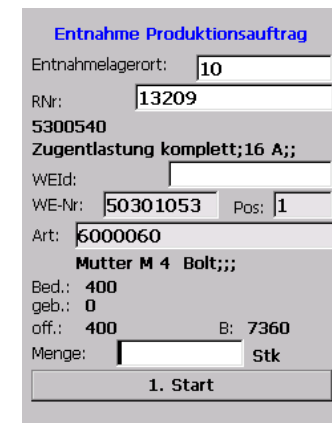 Entnahme Produktionsauftrag
Entnahmelagerort: 10
RNr: 13209
5300540
Zugentlastung komplett;16 A;;
WEId:
WE-Nr: 50301053 Pos: 1
Art: 6000060
Mutter M 4 Bolt;;;
Bed.: 400
geb.: 0
off.: 400 B: 7360
Menge: Stk
1. Start